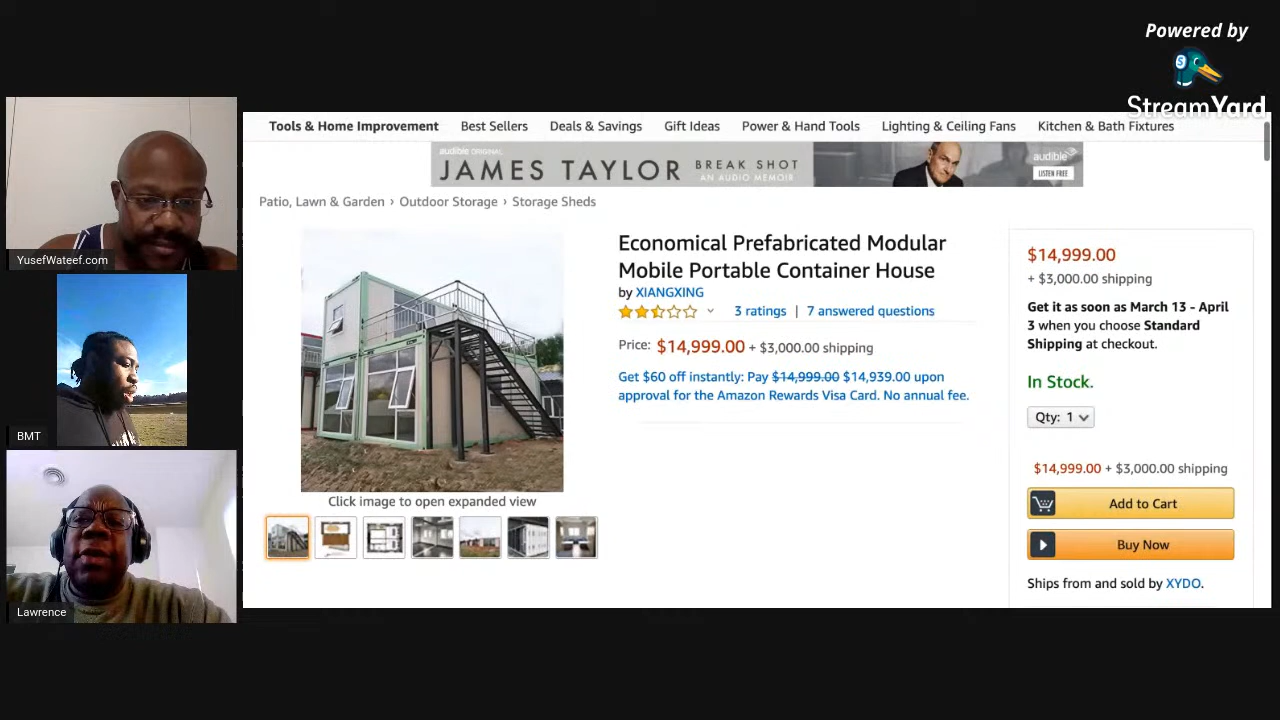 Powered by
StreamYard
YusefWateef.com
BMT
Lawrence
Tools & Home Improvement Best Sellers Deals & Savings Gift Ideas Power & Hand Tools Lighting & Ceiling Fans Kitchen & Bath Fixtures
audible ORIGINAL
JAMES TAYLOR BREAK SHOT
AN AUDIO MEMOIR
audible
LISTEN FREE
Patio, Lawn & Garden › Outdoor Storage › Storage Sheds
Economical Prefabricated Modular
Mobile Portable Container House
by XIANGXING
3 ratings | 7 answered questions
Price: $14,999.00 + $3,000.00 shipping
Get $60 off instantly: Pay $14,999.00 $14,939.00 upon
approval for the Amazon Rewards Visa Card. No annual fee.
Click image to open expanded view
$14,999.00
+ $3,000.00 shipping
Get it as soon as March 13 - April
3 when you choose Standard
Shipping at checkout.
In Stock.
Qty: 1
$14,999.00 + $3,000.00 shipping
Add to Cart
Buy Now
Ships from and sold by XYDO.